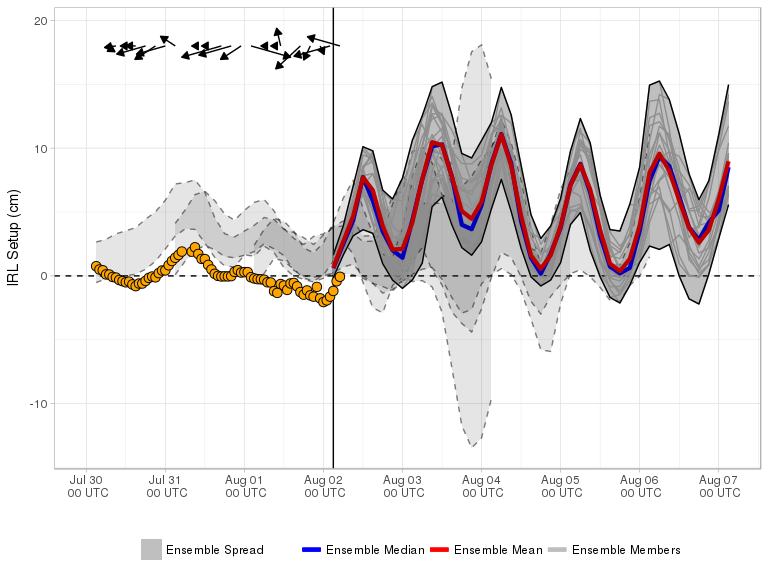 20
10
0
-10
IRL Setup (cm)
Jul 30 Jul 31 Aug 01 Aug 02 Aug 03 Aug 04 Aug 05 Aug 06 Aug 07
00 UTC 00 UTC 00 UTC 00 UTC 00 UTC 00 UTC 00 UTC 00 UTC 00 UTC
Ensemble Spread Ensemble Median Ensemble Mean Ensemble Members